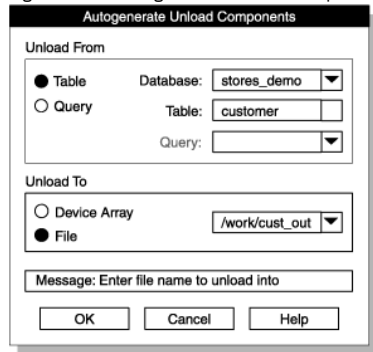 Autogenerate Unload Components
Unload From
Table Database: stores_demo
Query Table: customer
Query:
Unload To
Device Array
File /work/cust_out
Message: Enter file name to unload into
OK Cancel Help